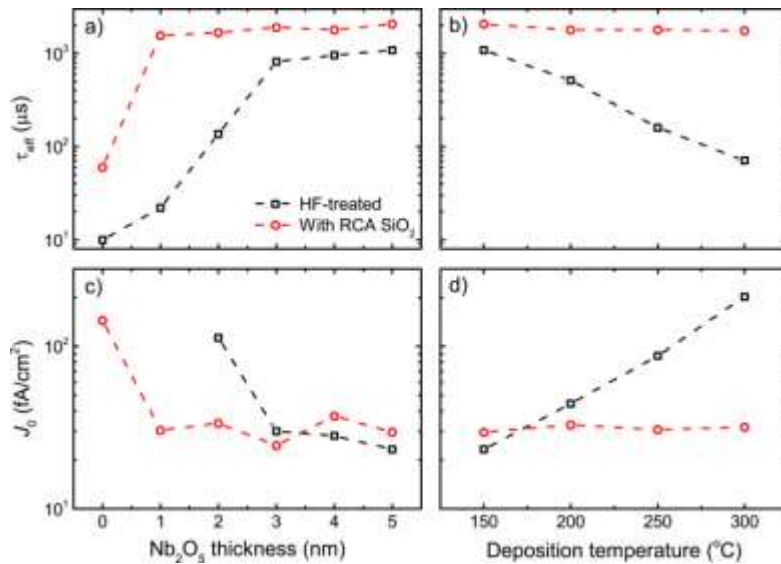 a)
b)
10³
10²
10¹
τeff (μs)
HF-treated
With RCA SiO₂
c)
d)
10²
10¹
J₀ (fA/cm²)
0 1 2 3 4 5
150 200 250 300
Nb₂O₅ thickness (nm)
Deposition temperature (°C)